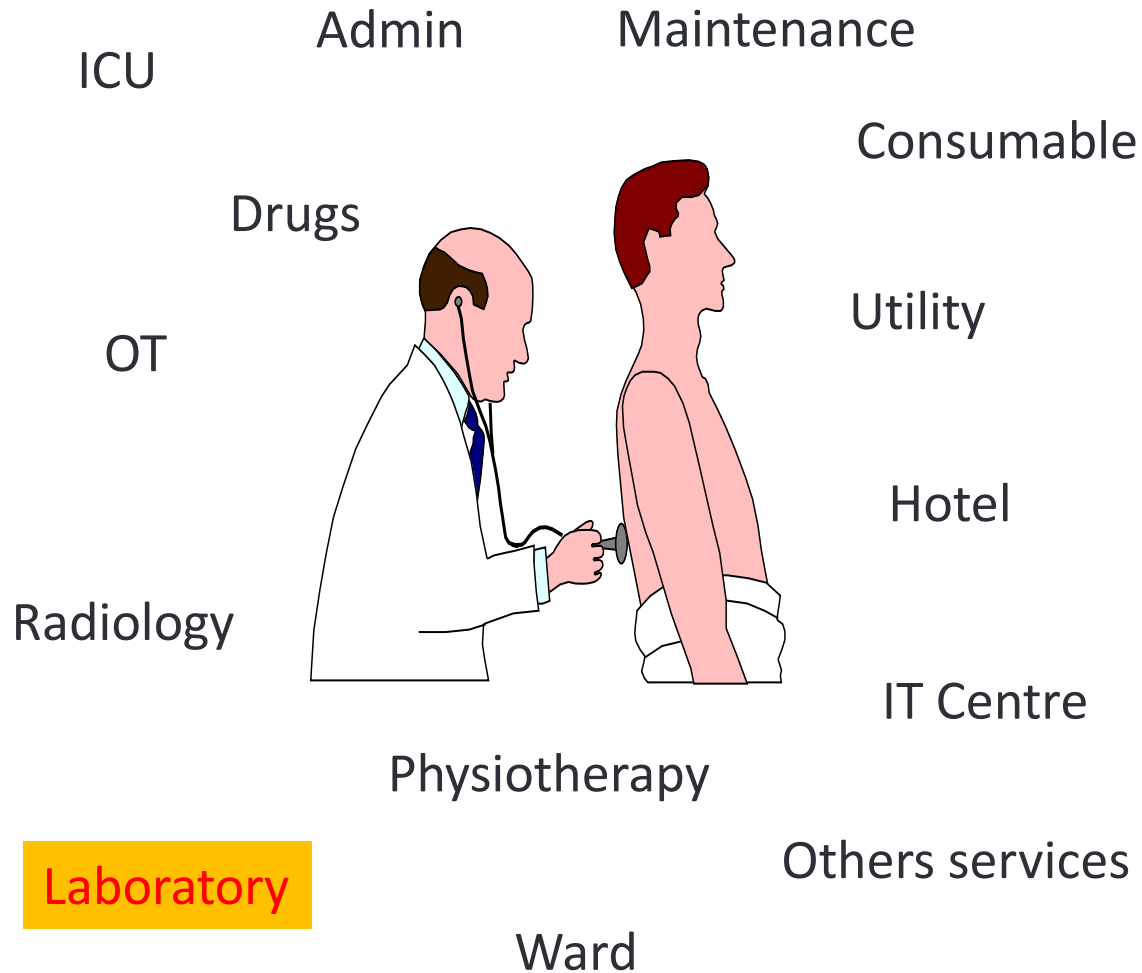 Admin
Maintenance
ICU
Consumable
Drugs
Utility
OT
Hotel
Radiology
IT Centre
Physiotherapy
Others services
Laboratory
Ward